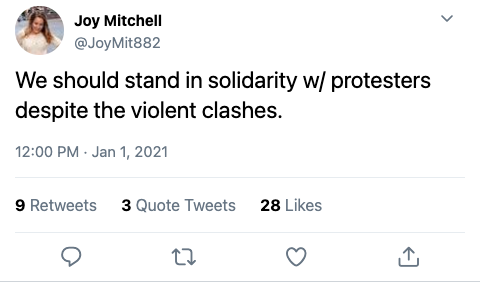 Joy Mitchell
@JoyMit882
We should stand in solidarity w/ protesters
despite the violent clashes.
12:00 PM · Jan 1, 2021
9 Retweets 3 Quote Tweets 28 Likes